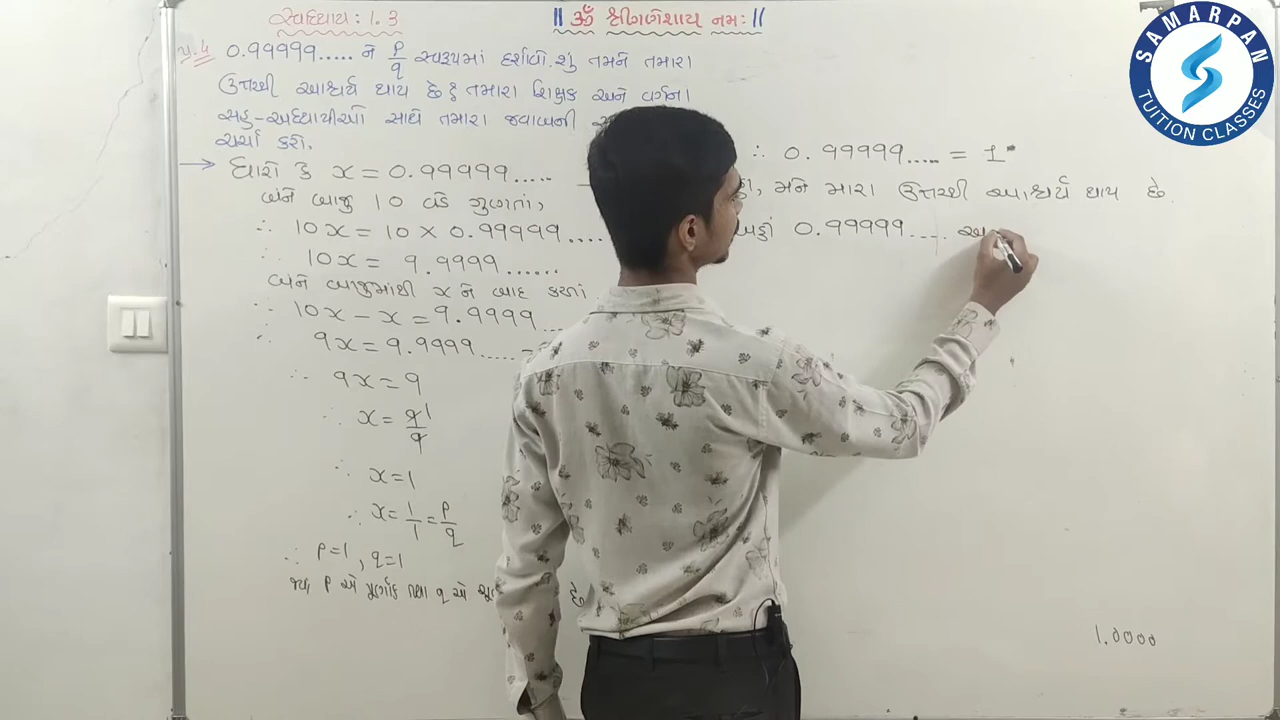 સ્વાધ્યાય: 1.3
|| ૐ શ્રી ગણેશાય નમઃ ||
પ્ર.4 0.99999..... ને p/q સ્વરૂપમાં દર્શાવો. શું તમને તમારા
ઉત્તરથી આશ્ચર્ય થાય છે? તમારા શિક્ષક અને વર્ગના
સહ-અધ્યાયીઓ સાથે તમારા જવાબની
ચર્ચા કરો.
→ ધારો કે x = 0.99999.....
બંને બાજુ 10 વડે ગુણતાં,
∴ 10x = 10 × 0.99999....
∴ 10x = 9.9999......
બંને બાજુમાંથી x ને બાદ કરતાં
∴ 10x - x = 9.9999...
∴ 9x = 9.9999..... -
∴ 9x = 9
∴ x = 9/9 1
∴ x = 1
∴ x = 1/1 = p/q
∴ p = 1, q = 1
જ્યાં p એ પૂર્ણાંક તથા q એ છે
∴ 0.99999..... = 1
મને મારા ઉત્તરથી આશ્ચર્ય થાય છે.
0.99999.....
1.0000
SAMARPAN
TUITION CLASSES